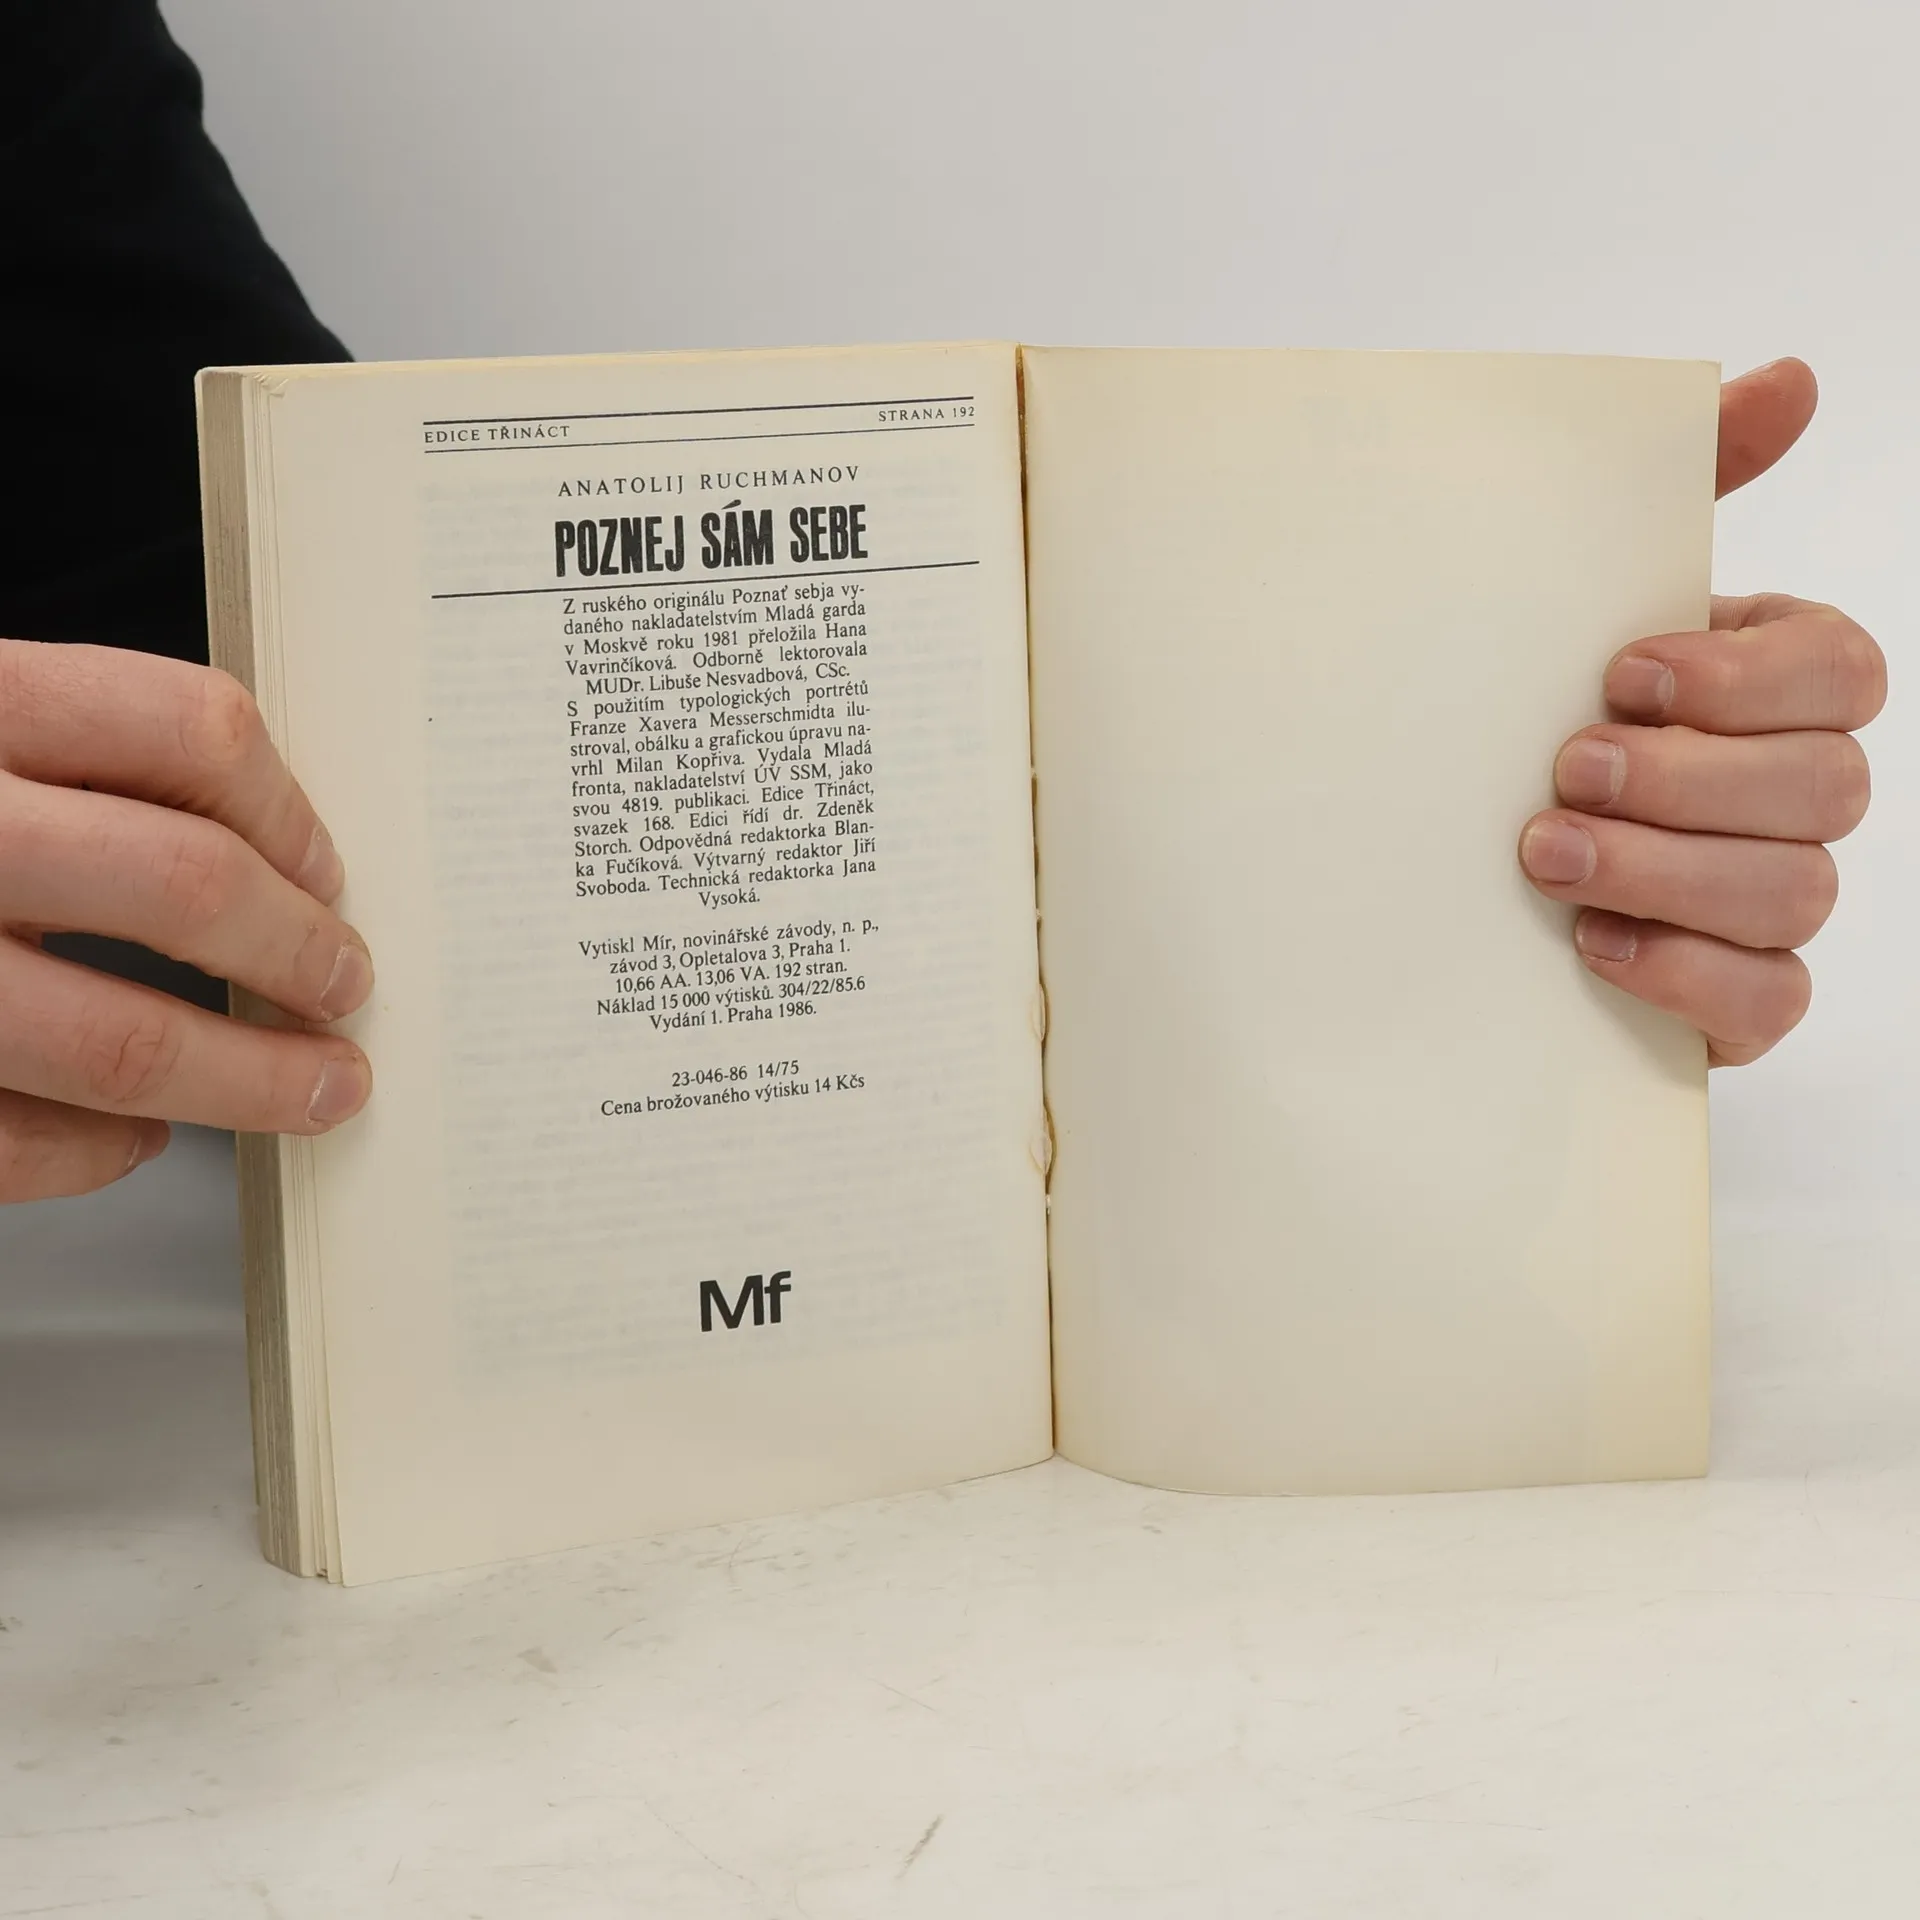 EDICE TŘINÁCT
STRANA 192
ANATOLIJ RUCHMANOV
POZNEJ SÁM SEBE
Z ruského originálu Poznať sebja vy-
daného nakladatelstvím Mladá garda
v Moskvě roku 1981 přeložila Hana
Vavrinčíková. Odborně lektorovala
MUDr. Libuše Nesvadbová, CSc.
S použitím typologických portrétů
Franze Xavera Messerschmidta ilu-
stroval, obálku a grafickou úpravu na-
vrhl Milan Kopřiva. Vydala Mladá
fronta, nakladatelství ÚV SSM, jako
svou 4819. publikaci. Edice Třináct,
svazek 168. Edici řídí dr. Zdeněk
Storch. Odpovědná redaktorka Blan-
ka Fučíková. Výtvarný redaktor Jiří
Svoboda. Technická redaktorka Jana
Vysoká.
Vytiskl Mír, novinářské závody, n. p.,
závod 3, Opletalova 3, Praha 1.
10,66 AA. 13,06 VA. 192 stran.
Náklad 15 000 výtisků. 304/22/85.6
Vydání 1. Praha 1986.
23-046-86 14/75
Cena brožovaného výtisku 14 Kčs
Mf